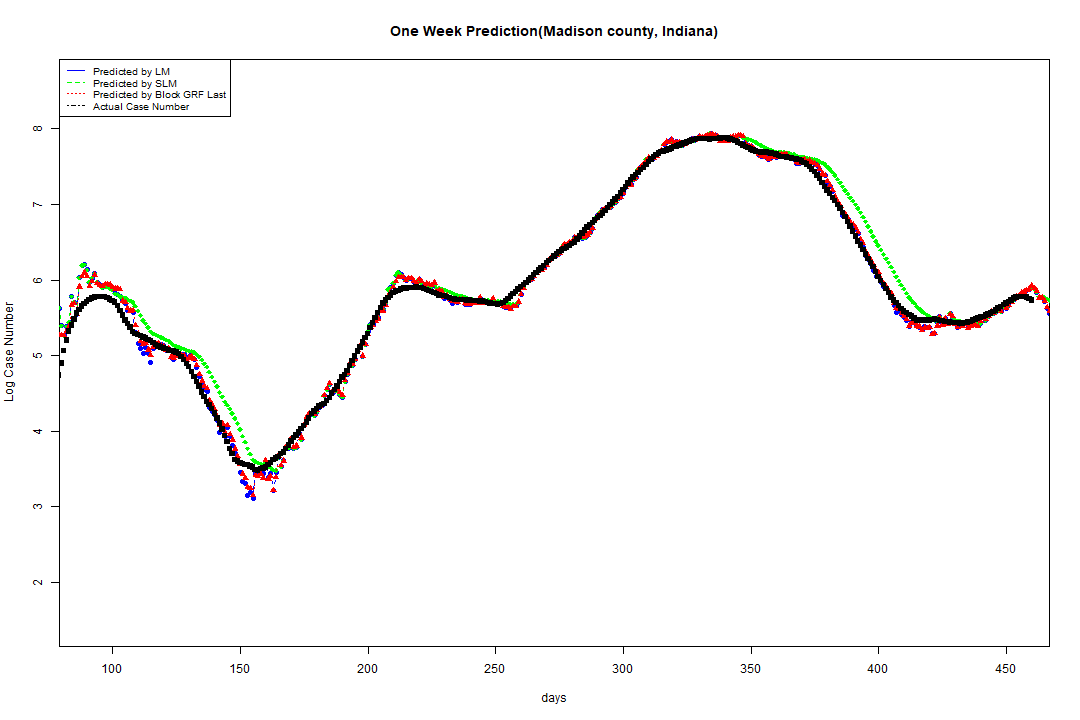 One Week Prediction(Madison county, Indiana)
Predicted by LM
Predicted by SLM
Predicted by Block GRF Last
Actual Case Number
Log Case Number
8
7
6
5
4
3
2
100 150 200 250 300 350 400 450
days